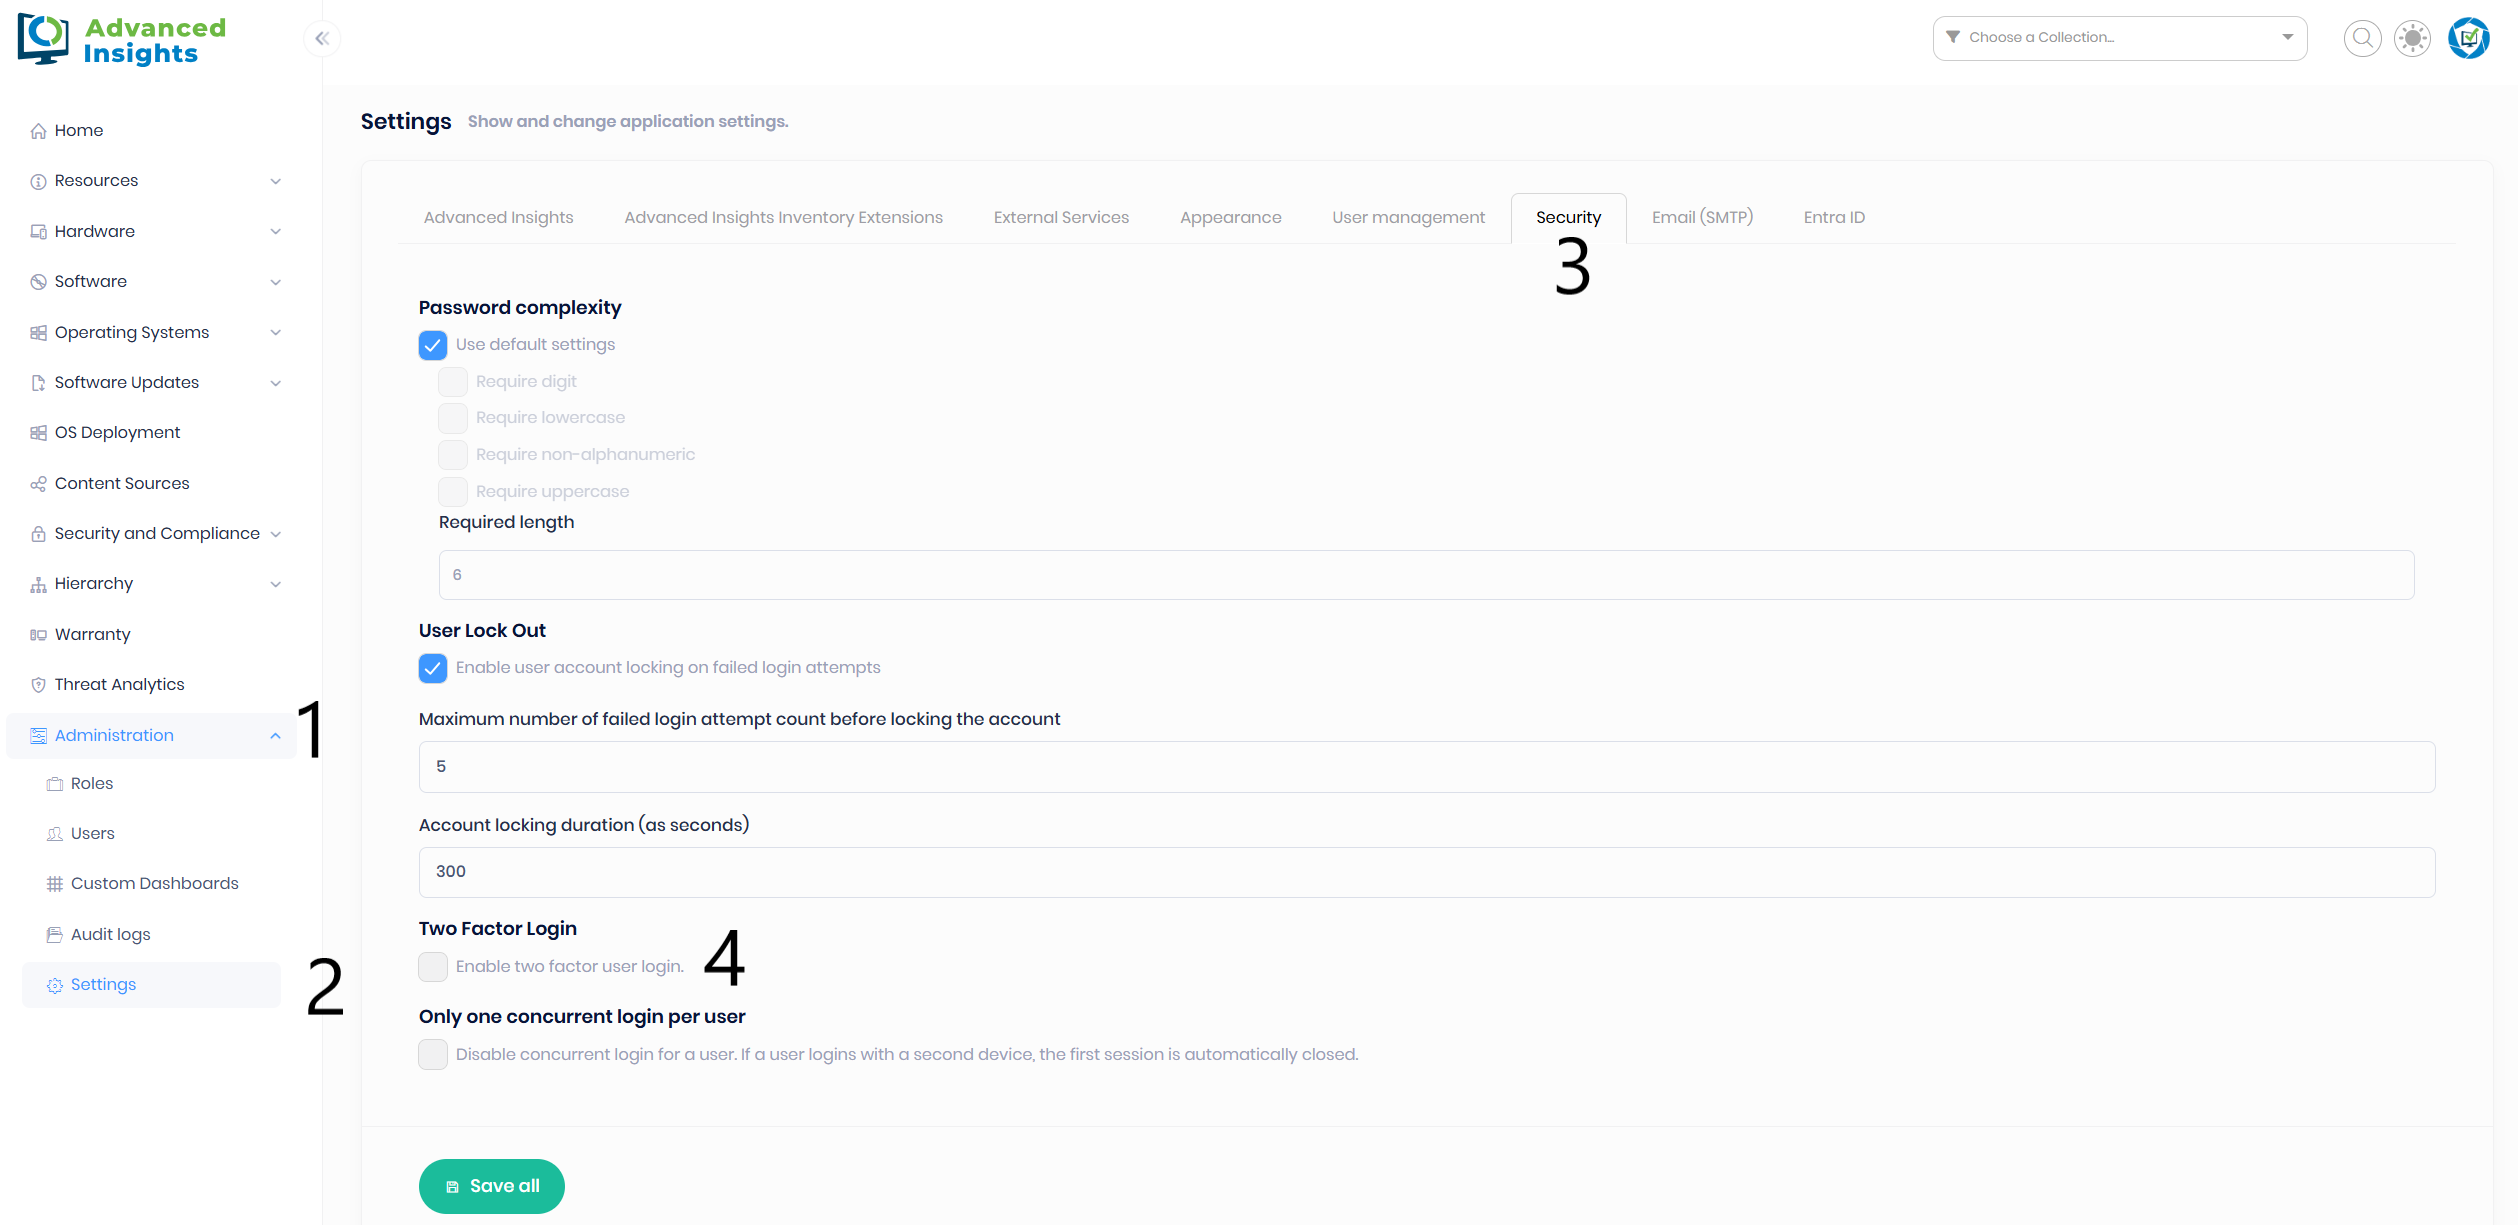 Advanced
Insights
Choose a Collection...
Home
Resources
Hardware
Software
Operating Systems
Software Updates
OS Deployment
Content Sources
Security and Compliance
Hierarchy
Warranty
Threat Analytics
Administration
1
Roles
Users
Custom Dashboards
Audit logs
Settings
2
Settings Show and change application settings.
Advanced Insights Advanced Insights Inventory Extensions External Services Appearance User management Security Email (SMTP) Entra ID
3
Password complexity
Use default settings
Require digit
Require lowercase
Require non-alphanumeric
Require uppercase
Required length
6
User Lock Out
Enable user account locking on failed login attempts
Maximum number of failed login attempt count before locking the account
5
Account locking duration (as seconds)
300
Two Factor Login
Enable two factor user login.
4
Only one concurrent login per user
Disable concurrent login for a user. If a user logins with a second device, the first session is automatically closed.
Save all